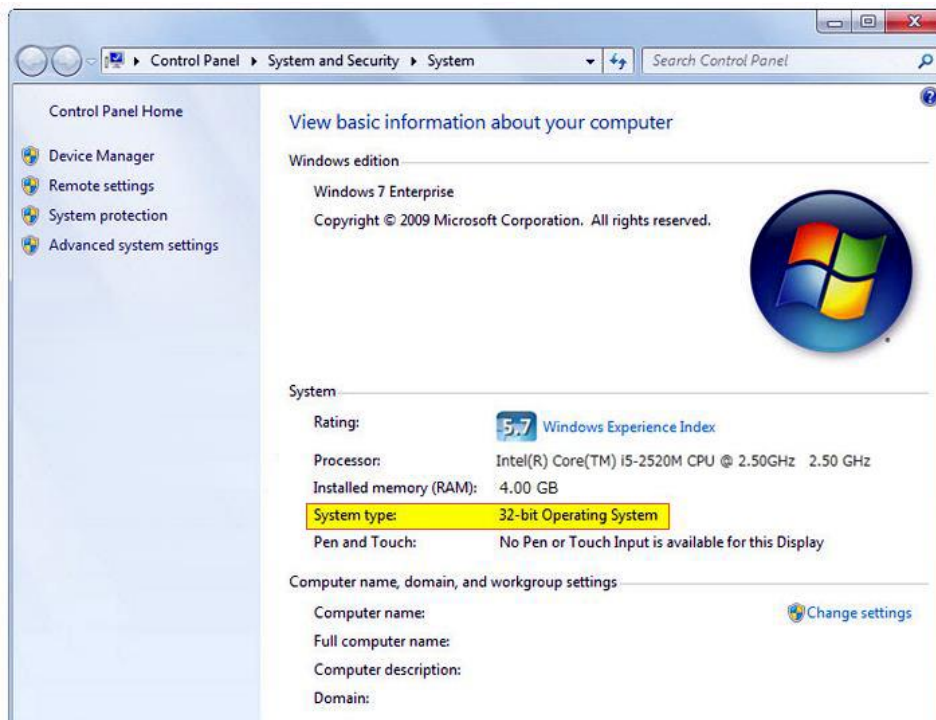 Control Panel System and Security System
Search Control Panel
Control Panel Home
Device Manager
Remote settings
System protection
Advanced system settings
View basic information about your computer
Windows edition
Windows 7 Enterprise
Copyright © 2009 Microsoft Corporation. All rights reserved.
System
Rating: 5.7 Windows Experience Index
Processor: Intel(R) Core(TM) i5-2520M CPU @ 2.50GHz 2.50 GHz
Installed memory (RAM): 4.00 GB
System type: 32-bit Operating System
Pen and Touch: No Pen or Touch Input is available for this Display
Computer name, domain, and workgroup settings
Computer name: Change settings
Full computer name:
Computer description:
Domain: